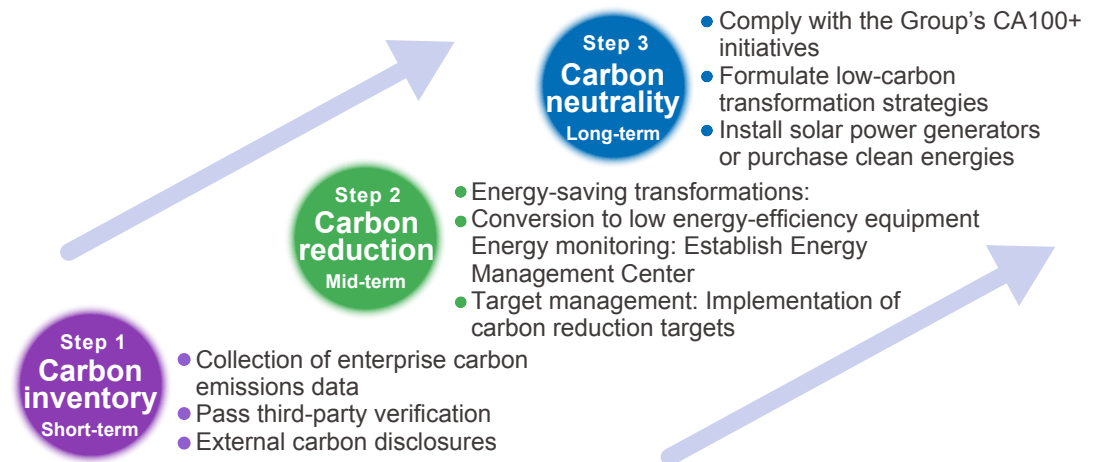 Step 3
Carbon
neutrality
Long-term
Comply with the Group's CA100+
initiatives
Formulate low-carbon
transformation strategies
Install solar power generators
or purchase clean energies
Step 2
Carbon
reduction
Mid-term
Energy-saving transformations:
Conversion to low energy-efficiency equipment
Energy monitoring: Establish Energy
Management Center
Target management: Implementation of
carbon reduction targets
Step 1
Carbon
inventory
Short-term
Collection of enterprise carbon
emissions data
Pass third-party verification
External carbon disclosures